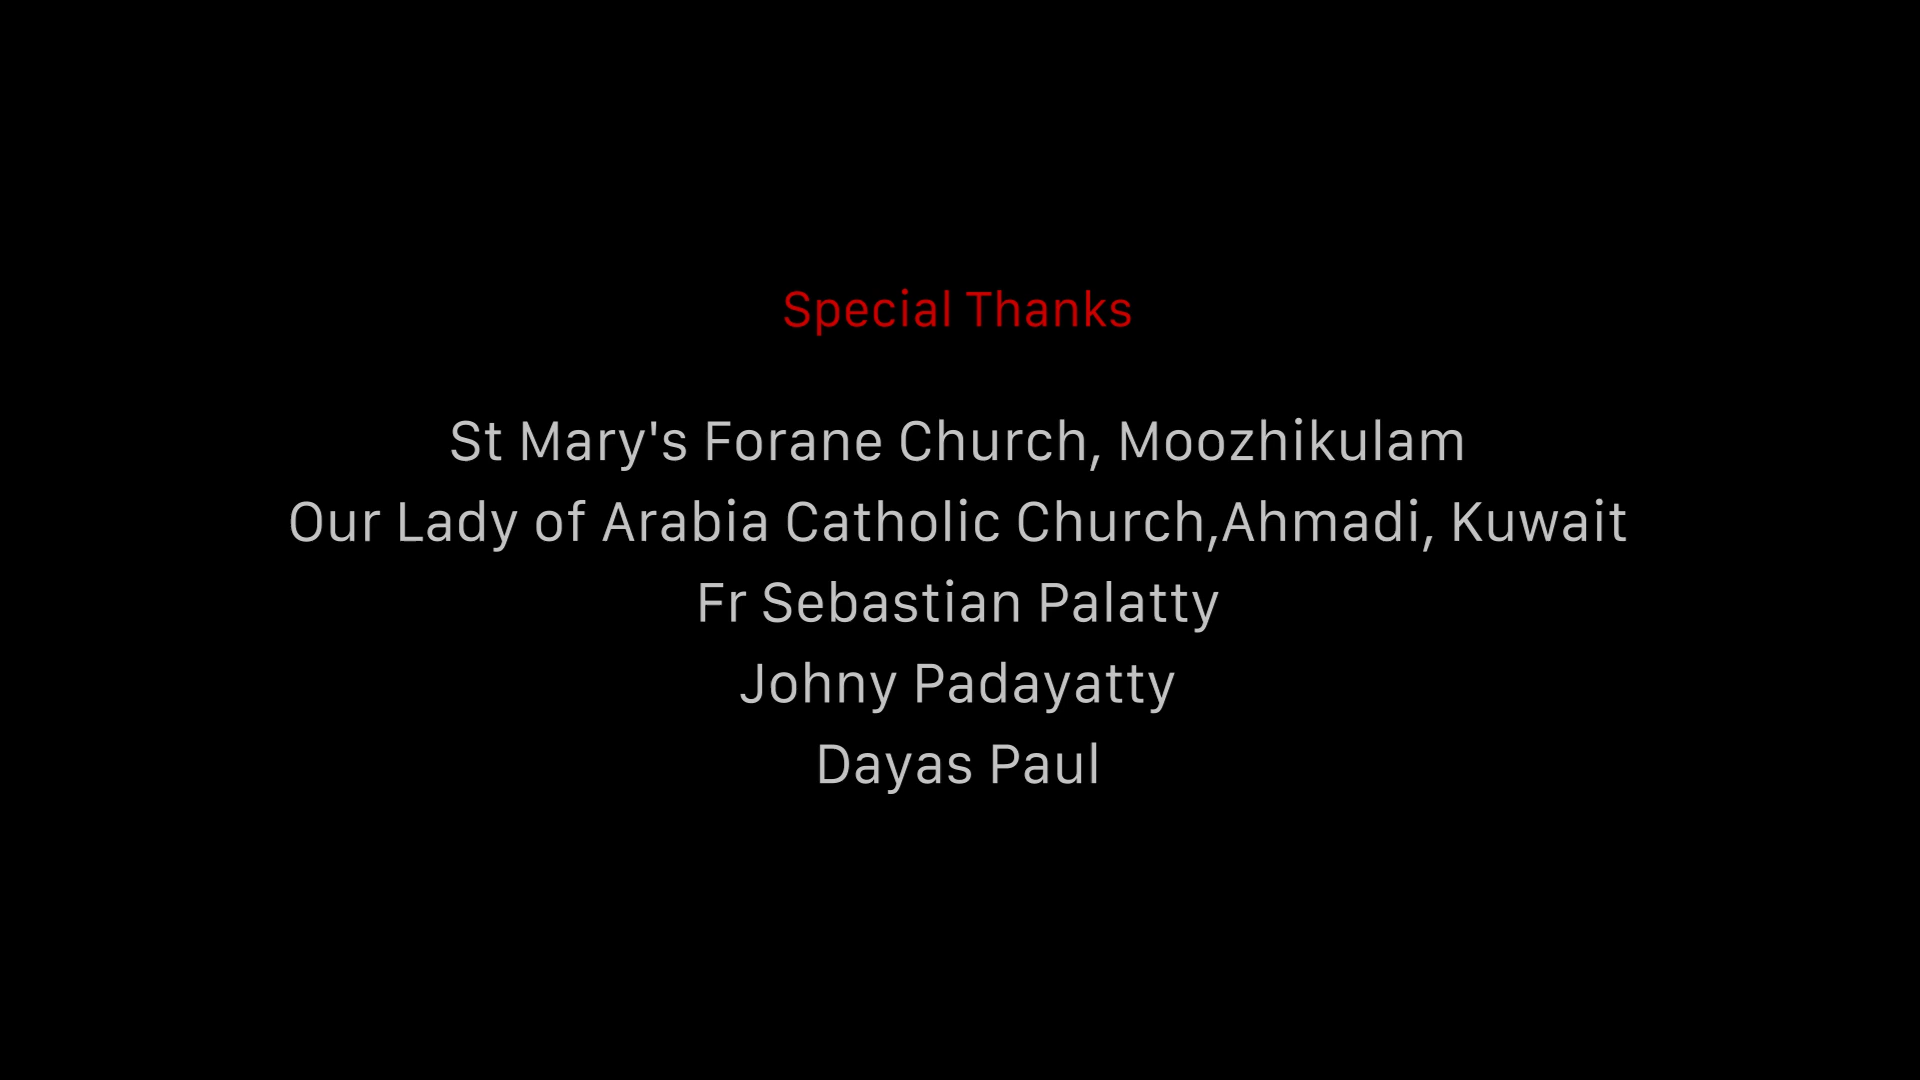 Special Thanks
St Mary's Forane Church, Moozhikulam
Our Lady of Arabia Catholic Church,Ahmadi, Kuwait
Fr Sebastian Palatty
Johny Padayatty
Dayas Paul